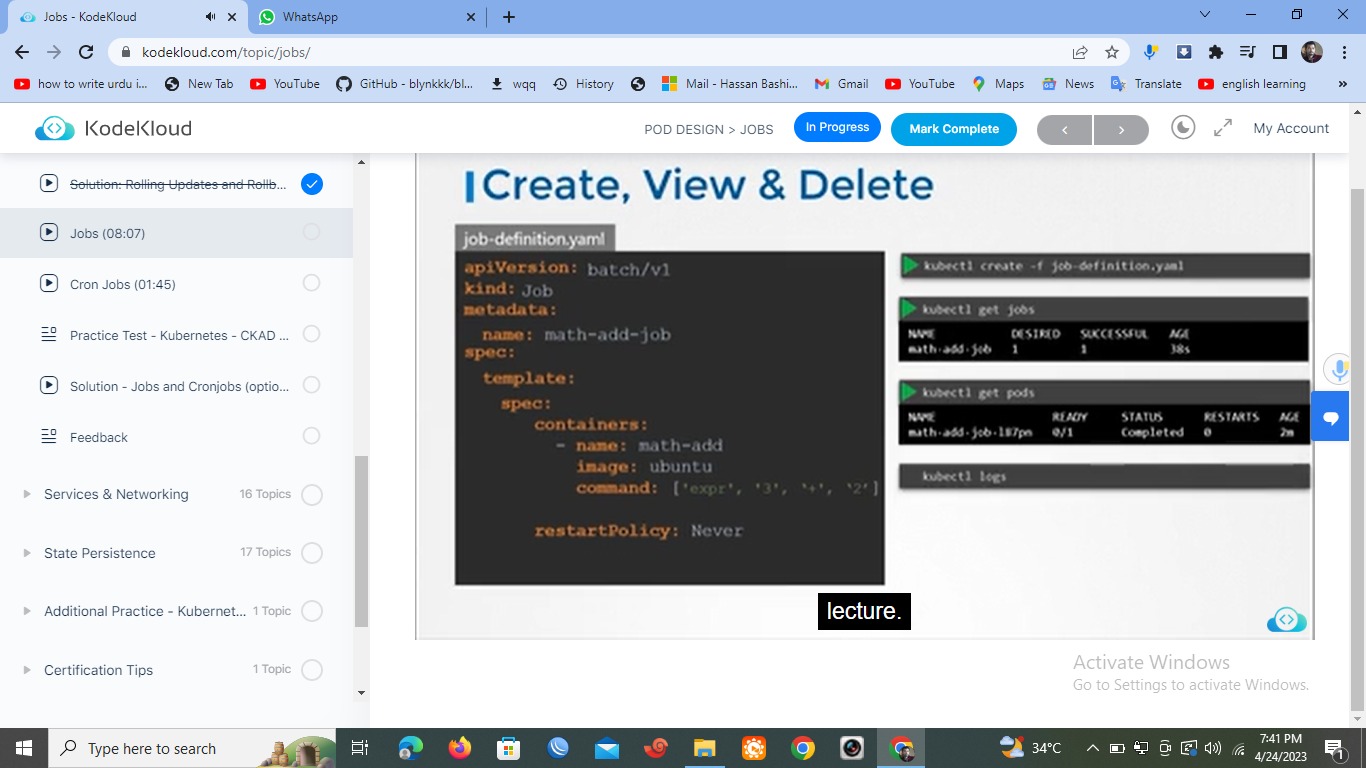 Jobs - KodeKloud
WhatsApp
kodekloud.com/topic/jobs/
how to write urdu i...
New Tab
YouTube
GitHub - blynkkk/bl...
wqq
History
Mail - Hassan Bashi...
Gmail
YouTube
Maps
News
Translate
english learning
KodeKloud
POD DESIGN > JOBS
In Progress
Mark Complete
My Account
Solution: Rolling Updates and Rollb...
Jobs (08:07)
Cron Jobs (01:45)
Practice Test - Kubernetes - CKAD ...
Solution - Jobs and Cronjobs (optio...
Feedback
Services & Networking 16 Topics
State Persistence 17 Topics
Additional Practice - Kubernet... 1 Topic
Certification Tips 1 Topic
Create, View & Delete
job-definition.yaml
apiVersion: batch/v1
kind: Job
metadata:
name: math-add-job
spec:
template:
spec:
containers:
- name: math-add
image: ubuntu
command: ['expr', '3', '+', '2']
restartPolicy: Never
kubectl create -f job-definition.yaml
kubectl get jobs
NAME DESIRED SUCCESSFUL AGE
math-add-job 1 1 38s
kubectl get pods
NAME READY STATUS RESTARTS AGE
math-add-job-l87pn 0/1 Completed 0 2m
kubectl logs
lecture.
Activate Windows
Go to Settings to activate Windows.
Type here to search
34°C
7:41 PM
4/24/2023
1